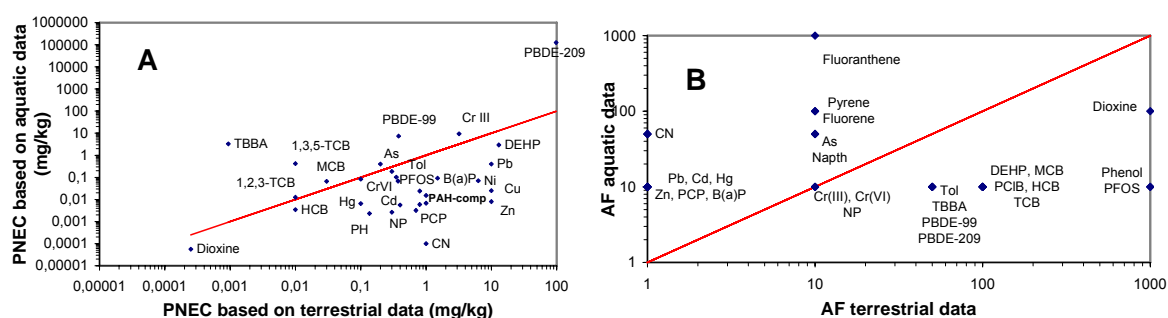 A
PNEC based on aquatic data
(mg/kg)
1000000
100000
10000
1000
100
10
1
0,1
0,01
0,001
0,0001
0,00001
PBDE-209
PBDE-99
Cr III
TBBA
1,3,5-TCB
As
DEHP
MCB
Tol
Pb
PFOS
B(a)P
Ni
1,2,3-TCB
CrVI
Cu
HCB
Hg
Cd
PAH-comp
Zn
PH
NP
PCP
CN
Dioxine
0,00001
0,0001
0,001
0,01
0,1
1
10
100
PNEC based on terrestrial data (mg/kg)
B
AF aquatic data
1000
100
10
1
Fluoranthene
Pyrene
Fluorene
Dioxine
CN
As
Napth
Pb, Cd, Hg
Zn, PCP, B(a)P
Cr(III), Cr(VI)
NP
Tol
TBBA
PBDE-99
PBDE-209
DEHP, MCB
PCIB, HCB
TCB
Phenol
PFOS
1
10
100
1000
AF terrestrial data